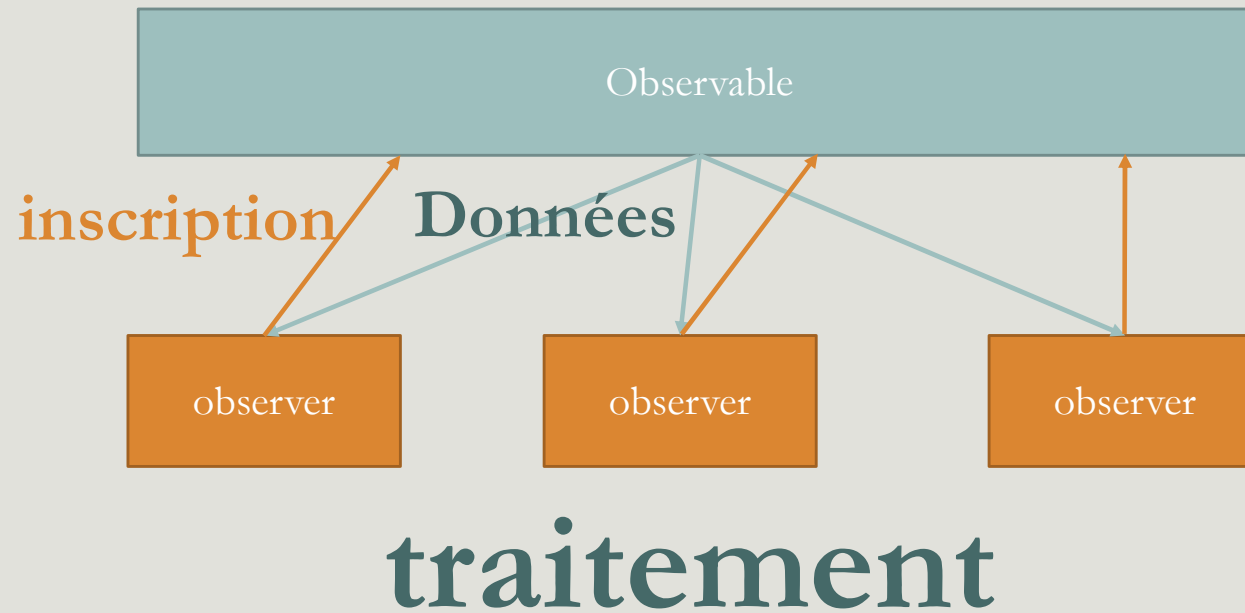 Observable
inscription
Données
observer
observer
observer
traitement